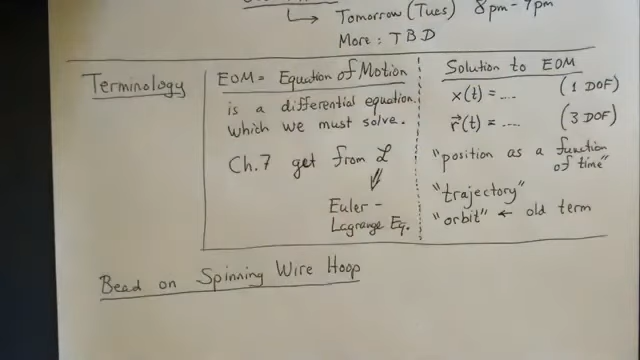 Tomorrow (Tues) 8pm-7pm
More: TBD
Terminology
EOM = Equation of Motion
is a differential equation.
which we must solve.
Ch.7 get from L
Euler-
Lagrange Eq.
Solution to EOM
x(t) = .... (1 DOF)
r⃗(t) = .... (3 DOF)
"position as a function
of time"
"trajectory"
"orbit" ← old term
Bead on Spinning Wire Hoop